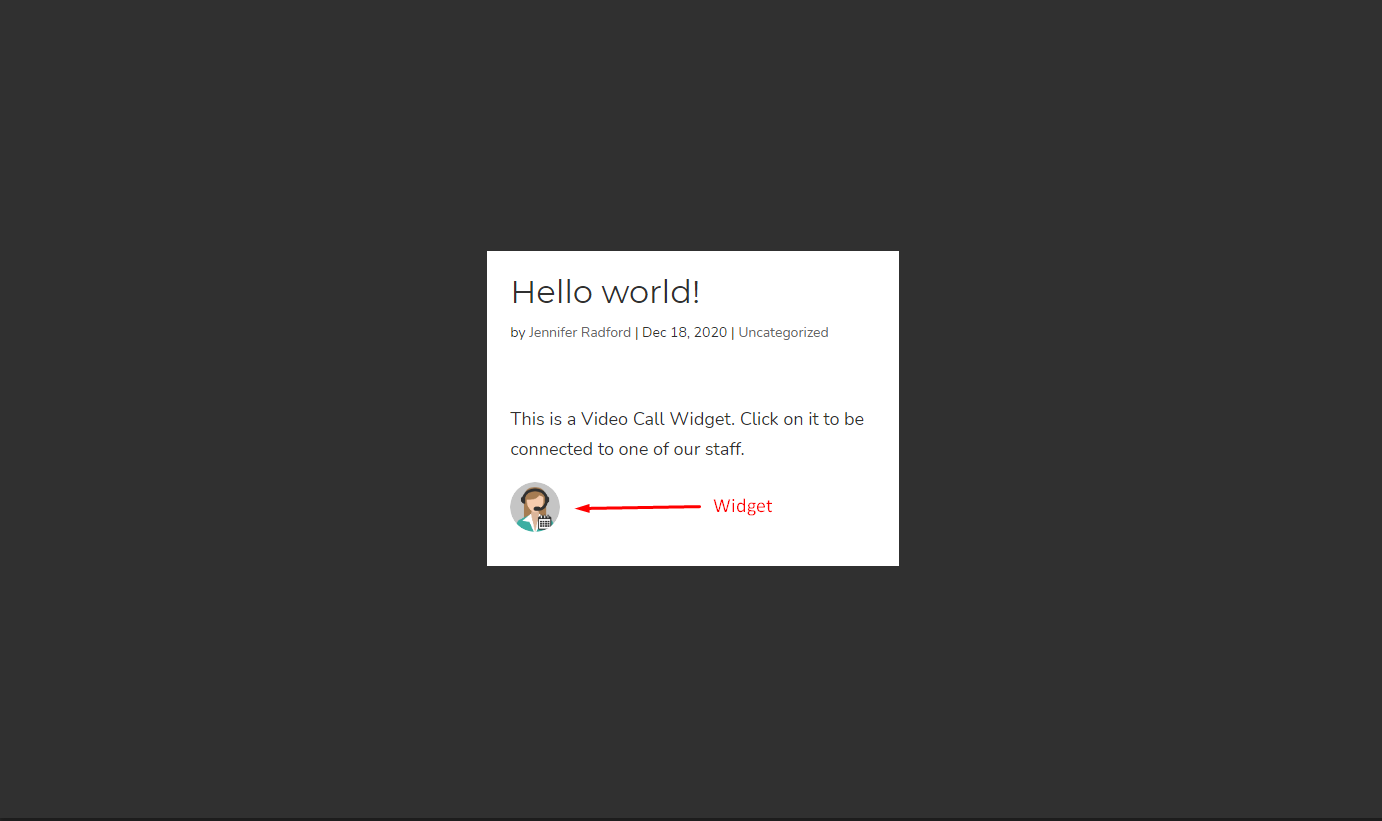 Hello world!
by Jennifer Radford | Dec 18, 2020 | Uncategorized
This is a Video Call Widget. Click on it to be
connected to one of our staff.
Widget